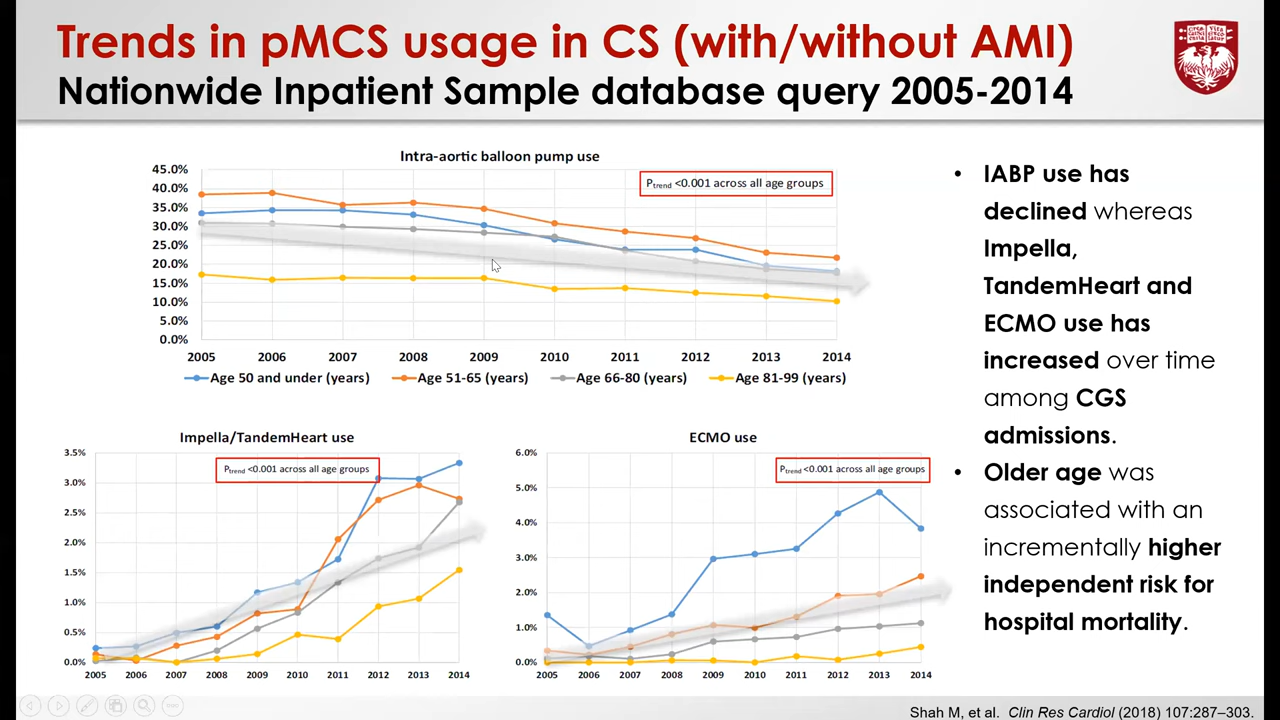 Trends in pMCS usage in CS (with/without AMI)
Nationwide Inpatient Sample database query 2005-2014
Intra-aortic balloon pump use
Ptrend <0.001 across all age groups
45.0%
40.0%
35.0%
30.0%
25.0%
20.0%
15.0%
10.0%
5.0%
0.0%
2005 2006 2007 2008 2009 2010 2011 2012 2013 2014
Age 50 and under (years) Age 51-65 (years) Age 66-80 (years) Age 81-99 (years)
Impella/TandemHeart use
Ptrend <0.001 across all age groups
3.5%
3.0%
2.5%
2.0%
1.5%
1.0%
0.5%
0.0%
2005 2006 2007 2008 2009 2010 2011 2012 2013 2014
ECMO use
Ptrend <0.001 across all age groups
6.0%
5.0%
4.0%
3.0%
2.0%
1.0%
0.0%
2005 2006 2007 2008 2009 2010 2011 2012 2013 2014
• IABP use has
declined whereas
Impella,
TandemHeart and
ECMO use has
increased over time
among CGS
admissions.
• Older age was
associated with an
incrementally higher
independent risk for
hospital mortality.
Shah M, et al. Clin Res Cardiol (2018) 107:287–303.